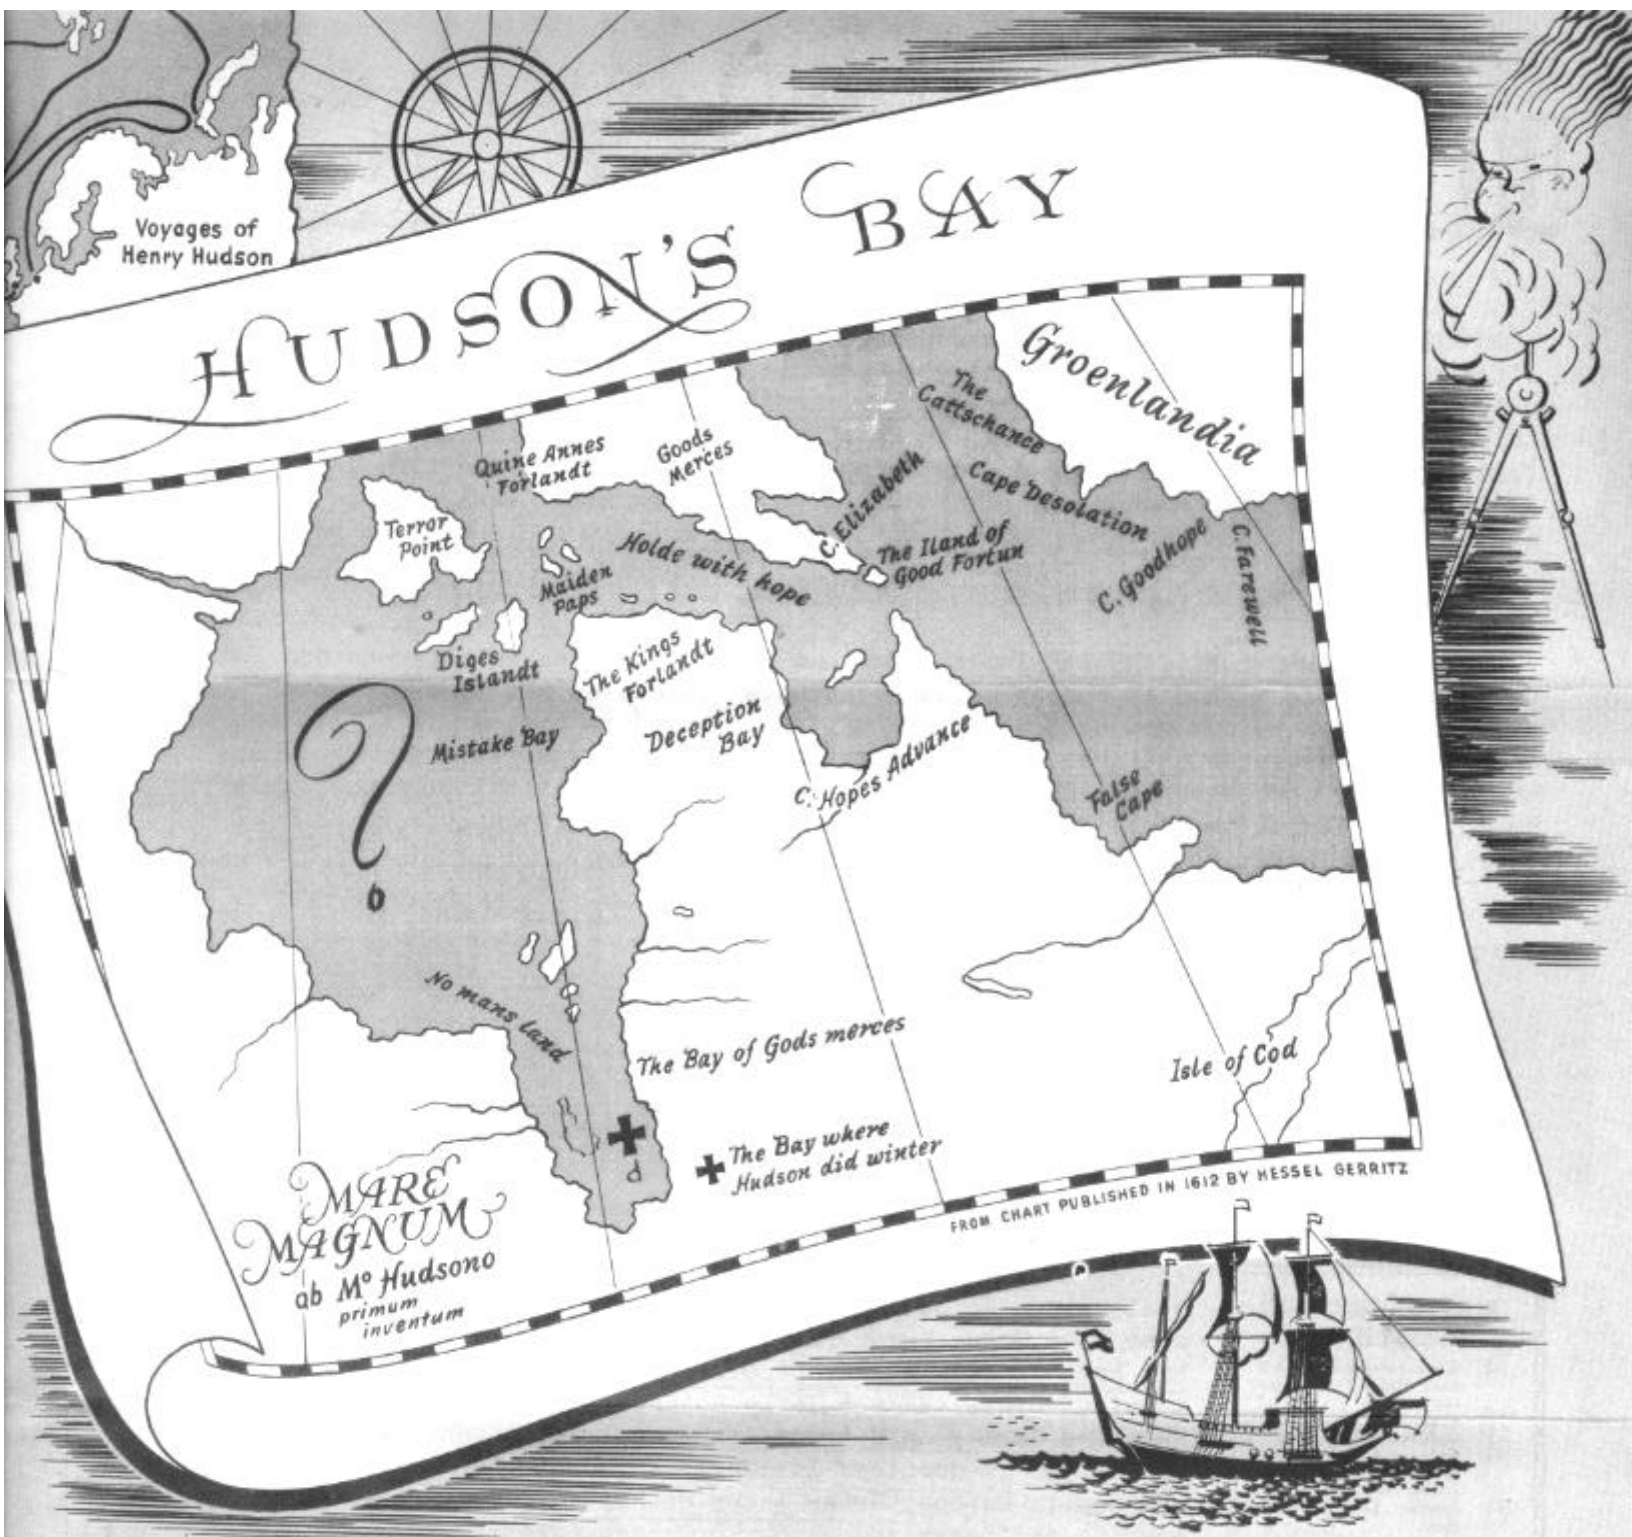 Voyages of
Henry Hudson
HUDSON'S BAY
Groenlandia
The
Cattschance
Quine Annes
Forlandt
Goods
Merces
C. Elizabeth
Cape Desolation
Terror
Point
Holde with hope
The Iland of
Good Fortun
C. Goodhope
C. Farewell
Maiden
Paps
Diges
Islandt
The Kings
Forlandt
Mistake Bay
Deception
Bay
C. Hopes Advance
False
Cape
?
No mans land
The Bay of Gods merces
Isle of Cod
d
The Bay where
Hudson did winter
MARE
MAGNUM
ab Mº Hudsono
primum
inventum
FROM CHART PUBLISHED IN 1612 BY HESSEL GERRITZ